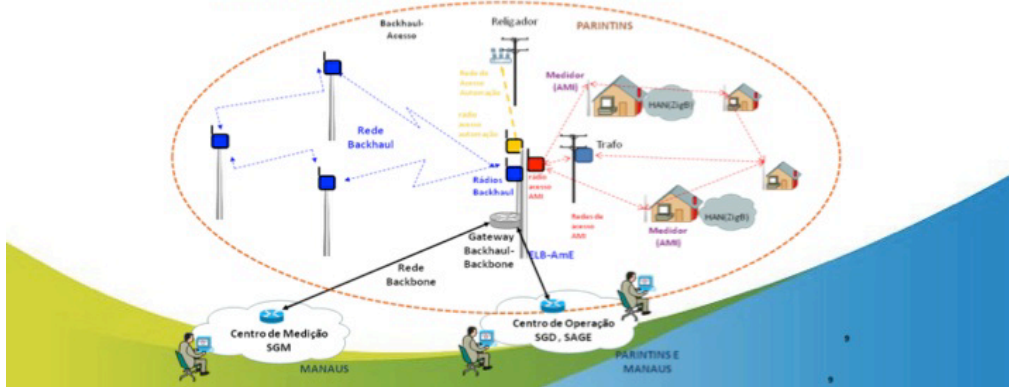 Backhaul-
Acesso
Religador
PARINTINS
Rede de
Acesso
Automação
rádio
acesso
automação
Medidor
(AMI)
HAN(ZigB)
Rede
Backhaul
Trafo
Rádios
Backhaul
rádio
acesso
AMI
Redes de
acesso
AMI
HAN(ZigB)
Medidor
(AMI)
Gateway
Backhaul-
Backbone
ELB-AmE
Rede
Backbone
Centro de Medição
SGM
MANAUS
Centro de Operação
SGD, SAGE
PARINTINS E
MANAUS
9
9